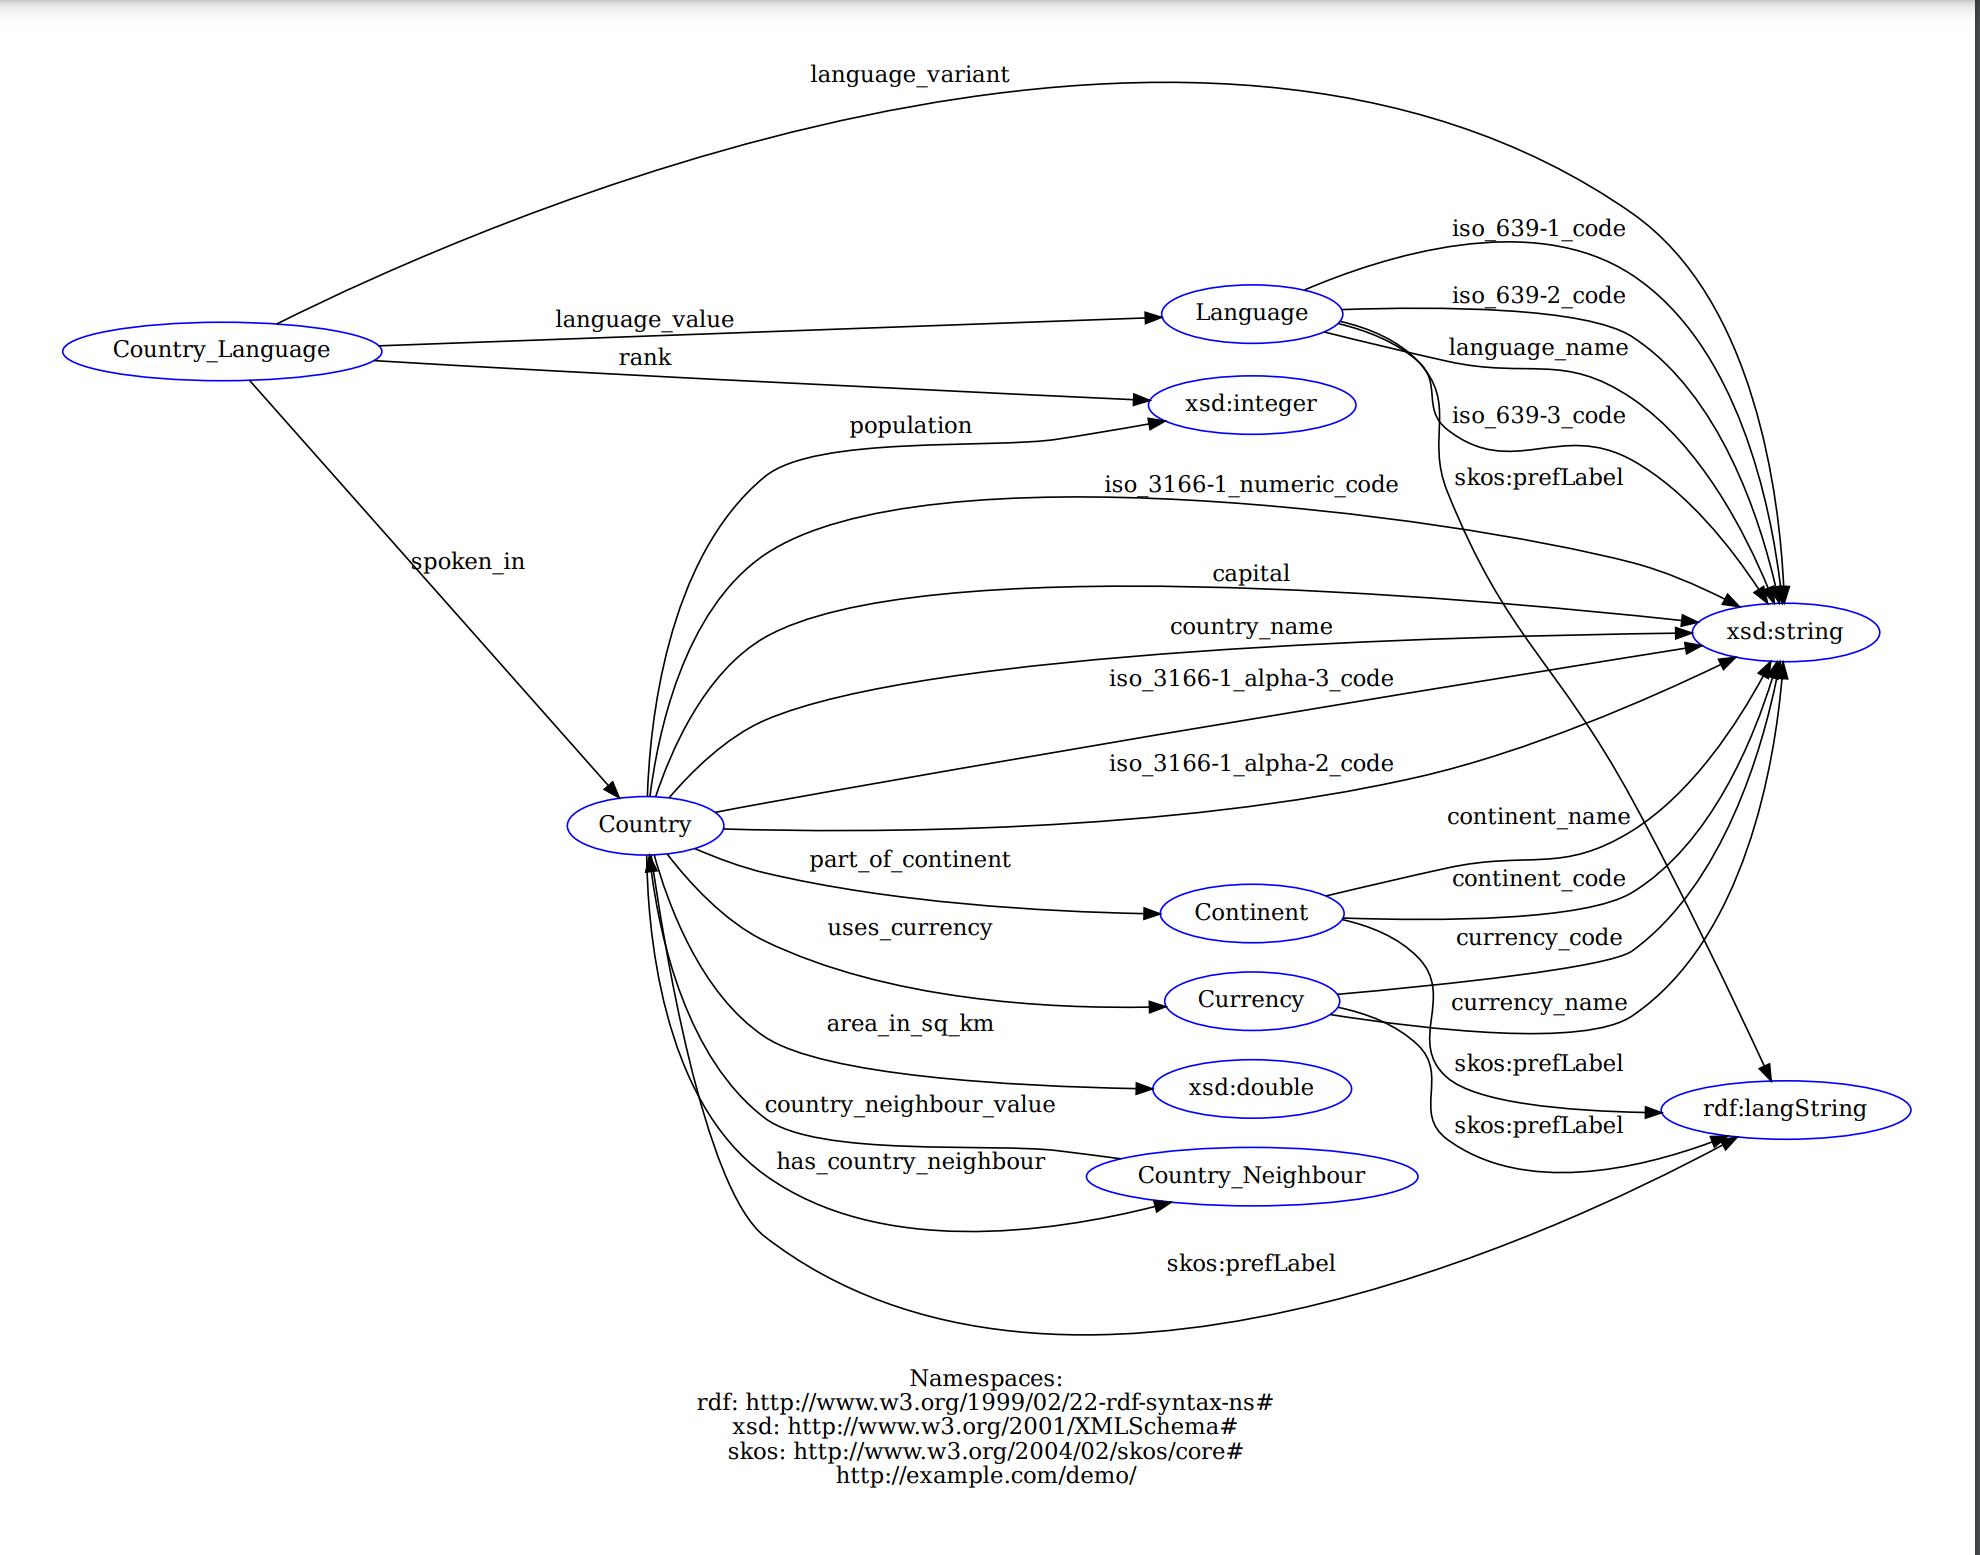 language_variant
iso_639-1_code
iso_639-2_code
Language
language_value
Country_Language
language_name
rank
xsd:integer
iso_639-3_code
population
skos:prefLabel
iso_3166-1_numeric_code
spoken_in
capital
country_name
xsd:string
iso_3166-1_alpha-3_code
iso_3166-1_alpha-2_code
continent_name
Country
part_of_continent
continent_code
Continent
uses_currency
currency_code
Currency
currency_name
area_in_sq_km
skos:prefLabel
xsd:double
country_neighbour_value
rdf:langString
skos:prefLabel
has_country_neighbour
Country_Neighbour
skos:prefLabel
Namespaces:
rdf: http://www.w3.org/1999/02/22-rdf-syntax-ns#
xsd: http://www.w3.org/2001/XMLSchema#
skos: http://www.w3.org/2004/02/skos/core#
http://example.com/demo/